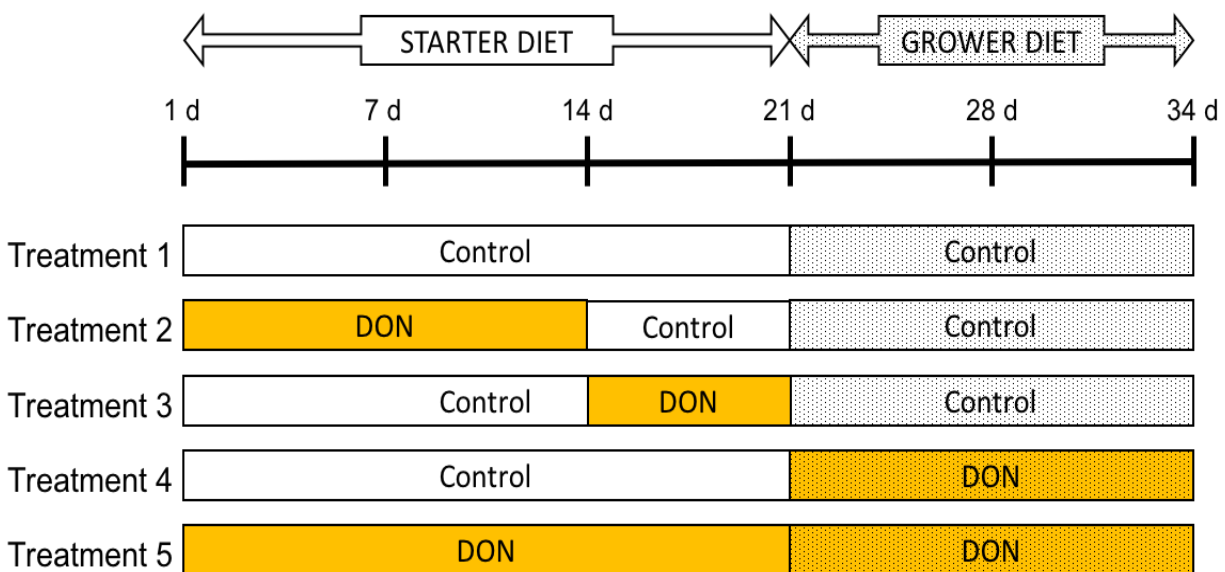 STARTER DIET GROWER DIET
1 d 7 d 14 d 21 d 28 d 34 d
Treatment 1 Control Control
Treatment 2 DON Control Control
Treatment 3 Control DON Control
Treatment 4 Control DON
Treatment 5 DON DON